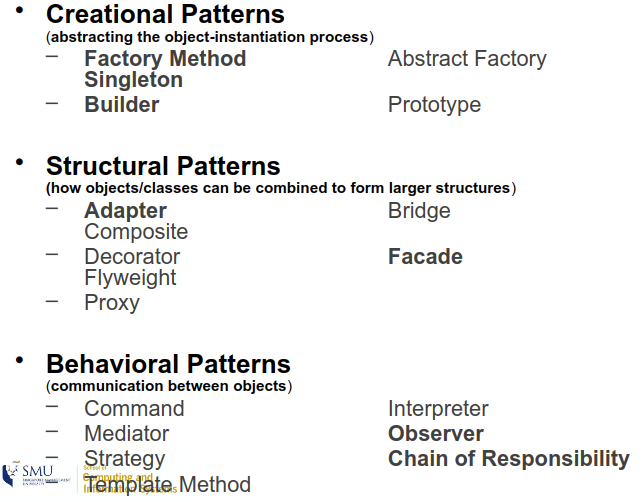 • Creational Patterns
(abstracting the object-instantiation process)
– Factory Method Abstract Factory
Singleton
– Builder Prototype
• Structural Patterns
(how objects/classes can be combined to form larger structures)
– Adapter Bridge
Composite
– Decorator Facade
Flyweight
– Proxy
• Behavioral Patterns
(communication between objects)
– Command Interpreter
– Mediator Observer
– Strategy Chain of Responsibility
– Template Method
SMU
SINGAPORE MANAGEMENT
UNIVERSITY
School of
Computing and
Information Systems